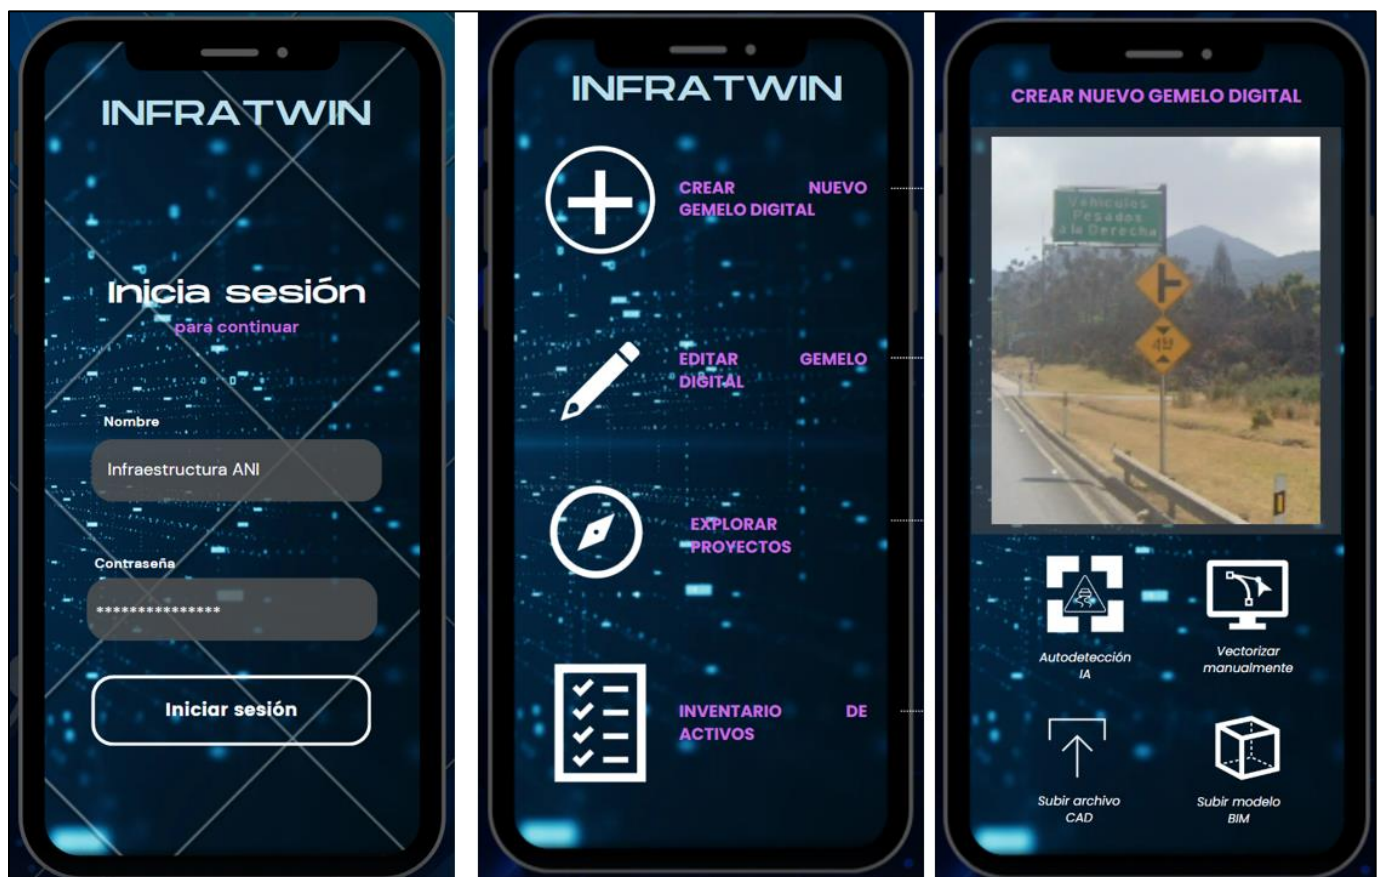 INFRATWIN
Inicia sesión
para continuar
Nombre
Infraestructura ANI
Contraseña
***************
Iniciar sesión
INFRATWIN
CREAR NUEVO
GEMELO DIGITAL
EDITAR GEMELO
DIGITAL
EXPLORAR
PROYECTOS
INVENTARIO DE
ACTIVOS
CREAR NUEVO GEMELO DIGITAL
Vehiculos
Pesados
a la Derecha
Autodetección
IA
Vectorizar
manualmente
Subir archivo
CAD
Subir modelo
BIM